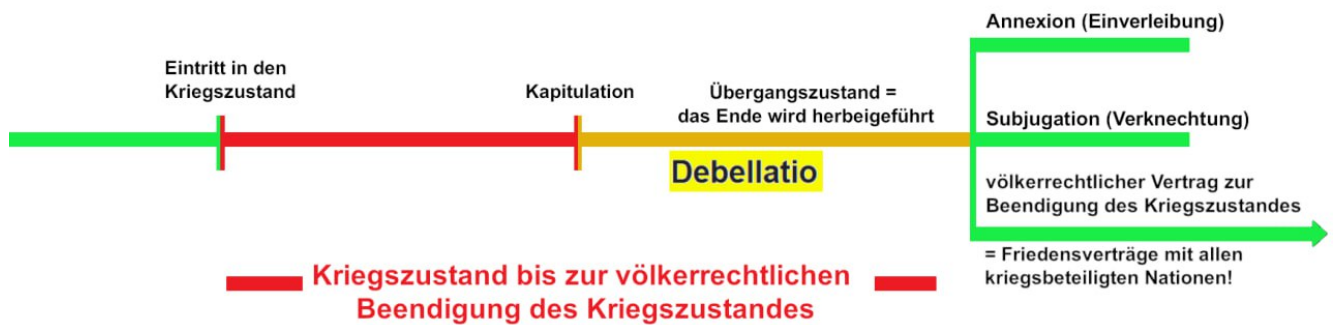 Annexion (Einverleibung)
Eintritt in den
Kriegszustand
Kapitulation
Übergangszustand =
das Ende wird herbeigeführt
Subjugation (Verknechtung)
Debellatio
völkerrechtlicher Vertrag zur
Beendigung des Kriegszustandes
= Friedensverträge mit allen
kriegsbeteiligten Nationen!
Kriegszustand bis zur völkerrechtlichen
Beendigung des Kriegszustandes